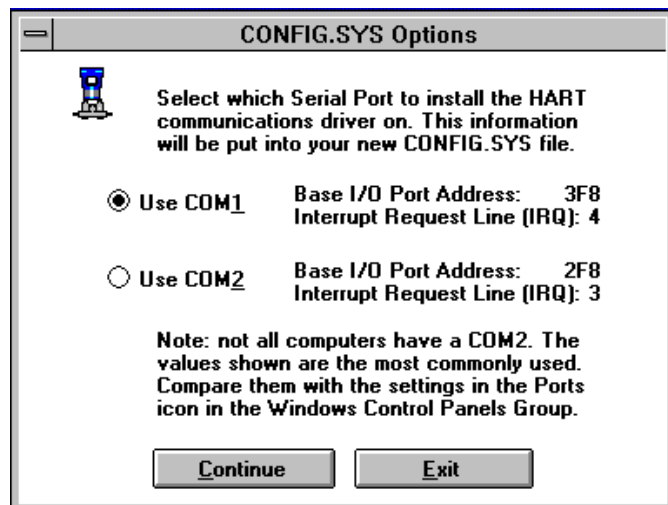 CONFIG.SYS Options
Select which Serial Port to install the HART
communications driver on. This information
will be put into your new CONFIG.SYS file.
Use COM1 Base I/O Port Address: 3F8
Interrupt Request Line (IRQ): 4
Use COM2 Base I/O Port Address: 2F8
Interrupt Request Line (IRQ): 3
Note: not all computers have a COM2. The
values shown are the most commonly used.
Compare them with the settings in the Ports
icon in the Windows Control Panels Group.
Continue Exit